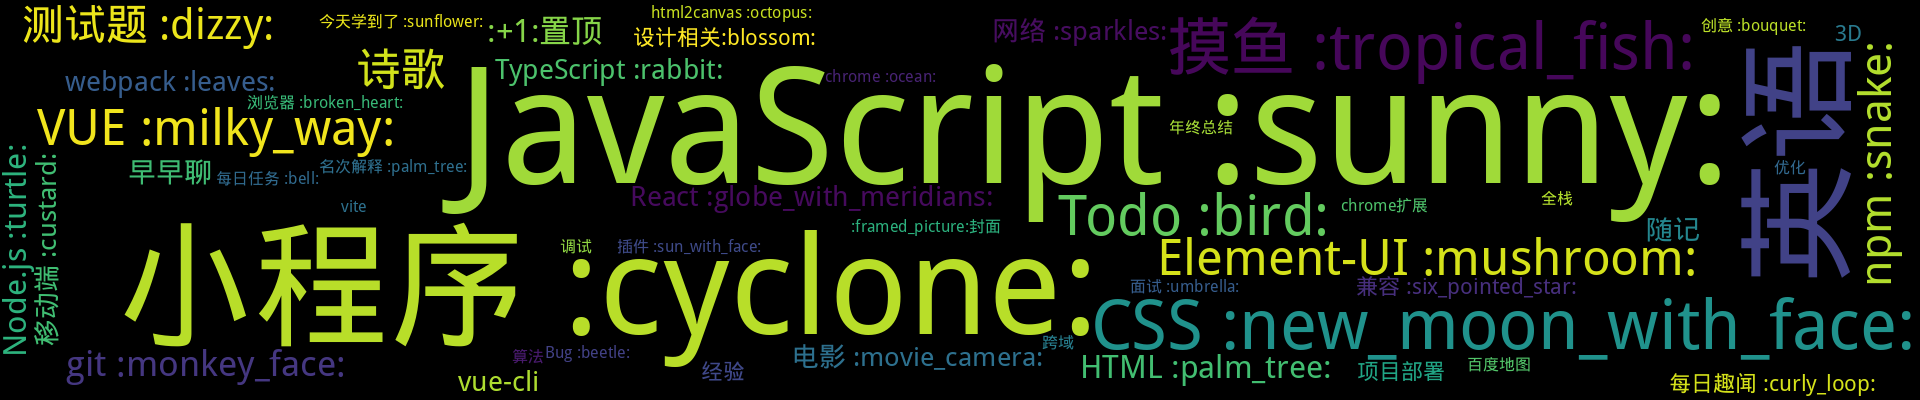 测试题 :dizzy:
今天学到了 :sunflower:
:+1:置顶
html2canvas :octopus:
设计相关:blossom:
网络 :sparkles:
摸鱼 :tropical_fish:
创意 :bouquet:
3D
webpack :leaves:
诗歌
TypeScript :rabbit:
chrome :ocean:
浏览器 :broken_heart:
VUE :milky_way:
JavaScript :sunny:
年终总结
英语
npm :snake:
早早聊
每日任务 :bell:
名次解释 :palm_tree:
优化
Node.js :turtle:
移动端 :custard:
vite
React :globe_with_meridians:
Todo :bird:
chrome扩展
全栈
随记
:framed_picture:封面
小程序 :cyclone:
调试
插件 :sun_with_face:
Element-UI :mushroom:
面试 :umbrella:
兼容 :six_pointed_star:
CSS :new_moon_with_face:
跨域
git :monkey_face:
算法
Bug :beetle:
经验
电影 :movie_camera:
HTML :palm_tree:
项目部署
百度地图
vue-cli
每日趣闻 :curly_loop: